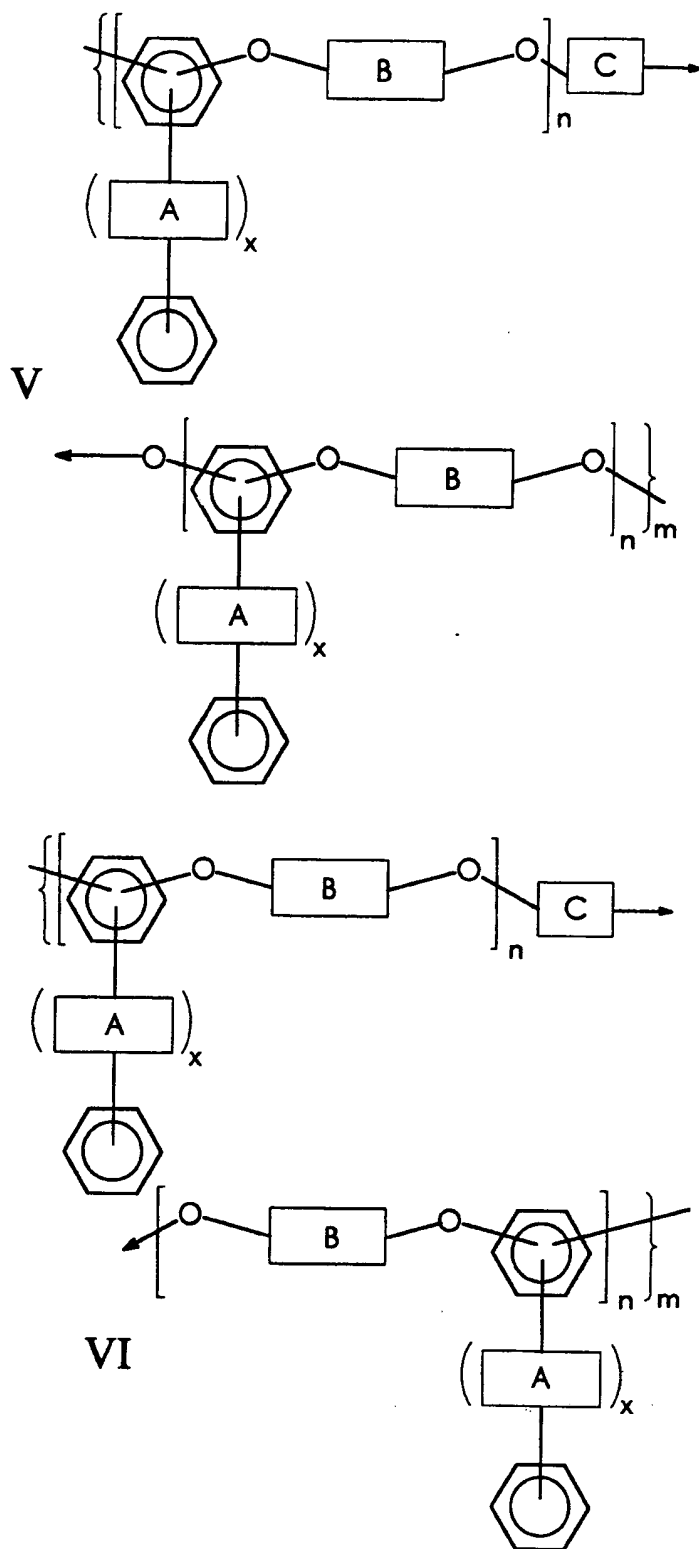 {[ O B O ]n C
( A )x
V
O [ O B O ]n }m
( A )x
{[ O B O ]n C
( A )x
[ O B O ]n }m
VI
( A )x